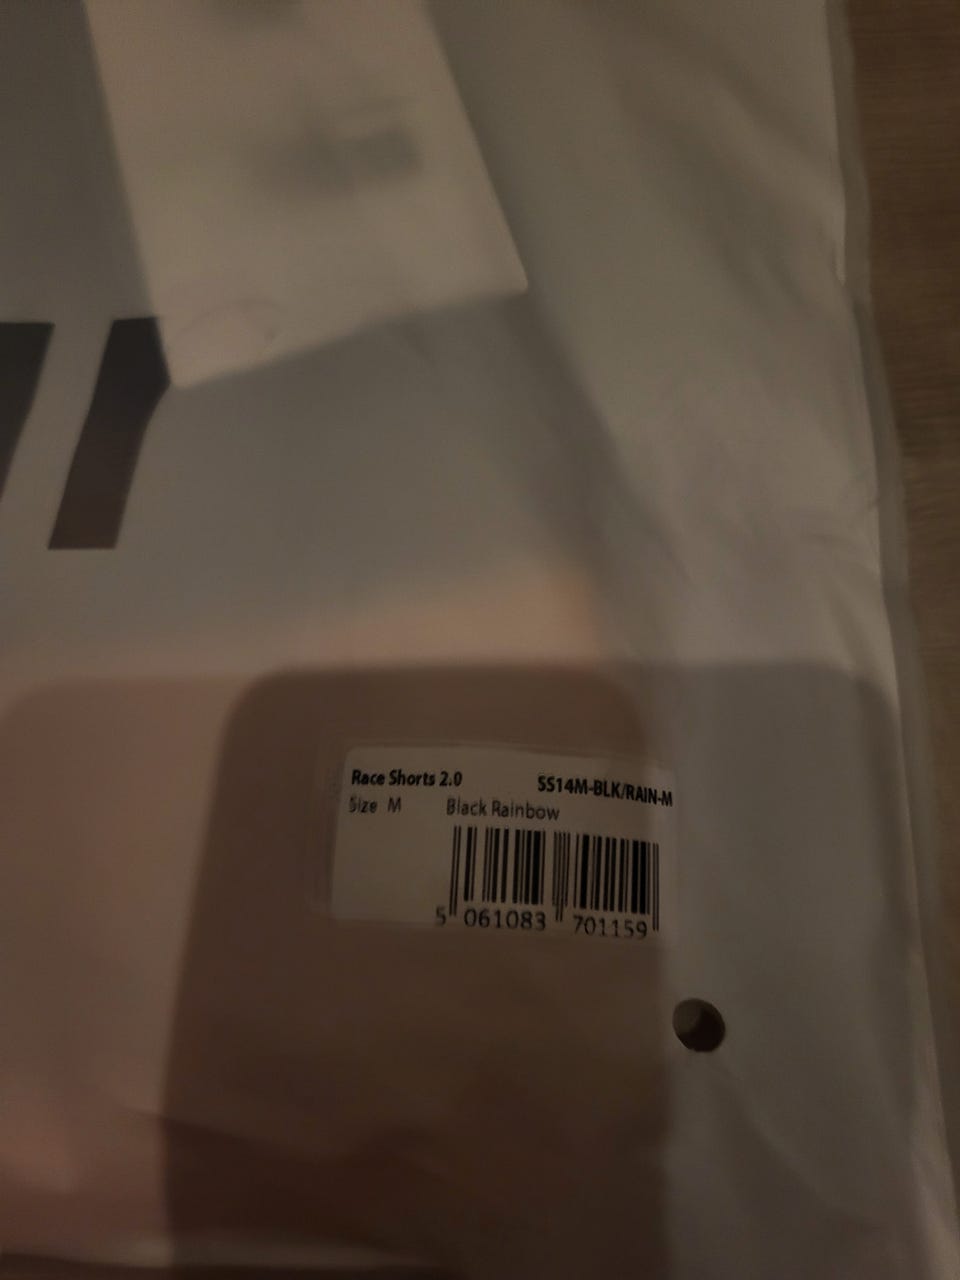 Race Shorts 2.0 SS14M-BLK/RAIN-M
Size M Black Rainbow
5 061083 701159